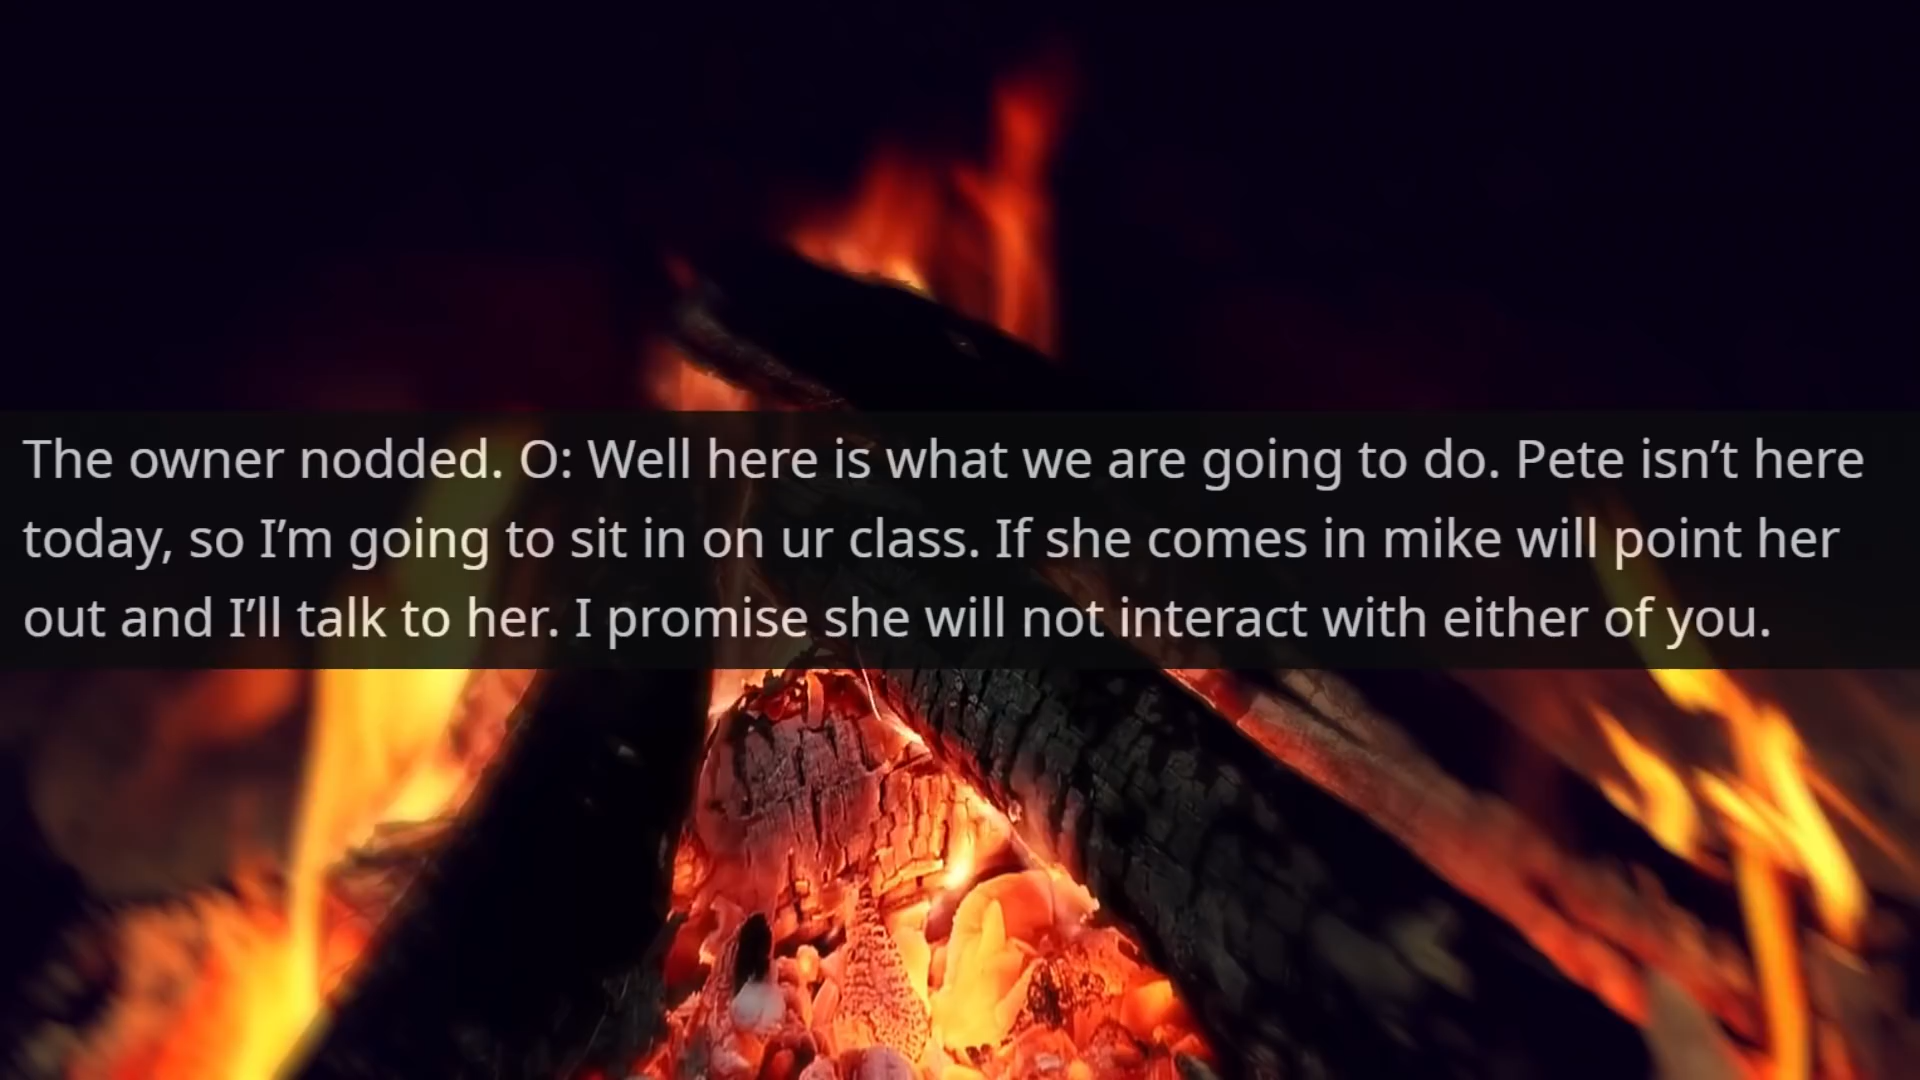 The owner nodded. O: Well here is what we are going to do. Pete isn’t here
today, so I’m going to sit in on ur class. If she comes in mike will point her
out and I’ll talk to her. I promise she will not interact with either of you.